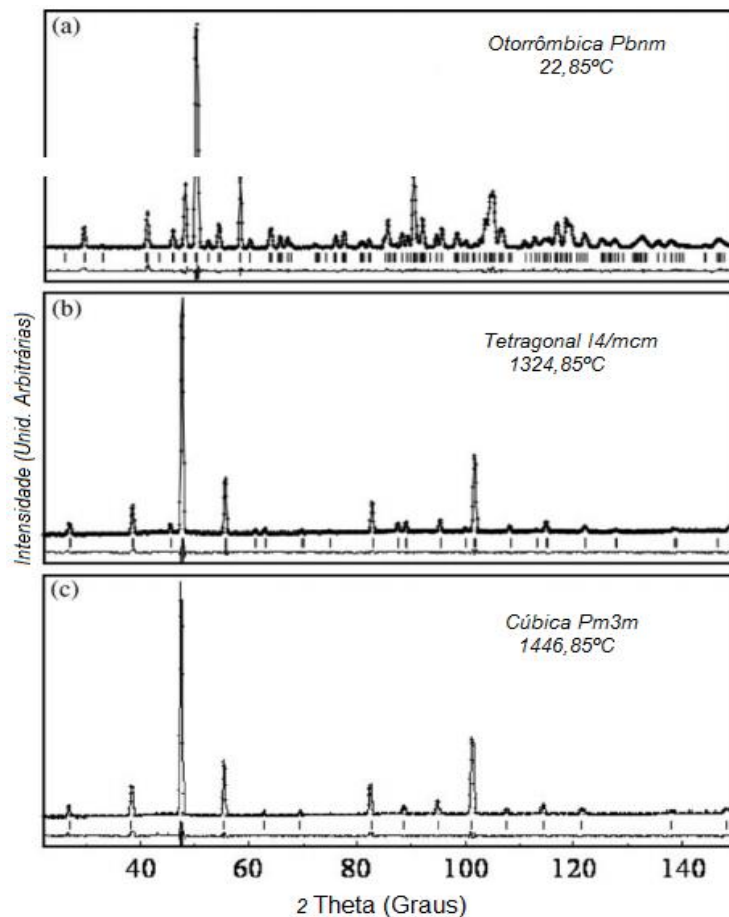 (a)
Otorrômbica Pbnm
22,85ºC
(b)
Tetragonal I4/mcm
1324,85ºC
(c)
Cúbica Pm3m
1446,85ºC
Intensidade (Unid. Arbitrárias)
40 60 80 100 120 140
2 Theta (Graus)